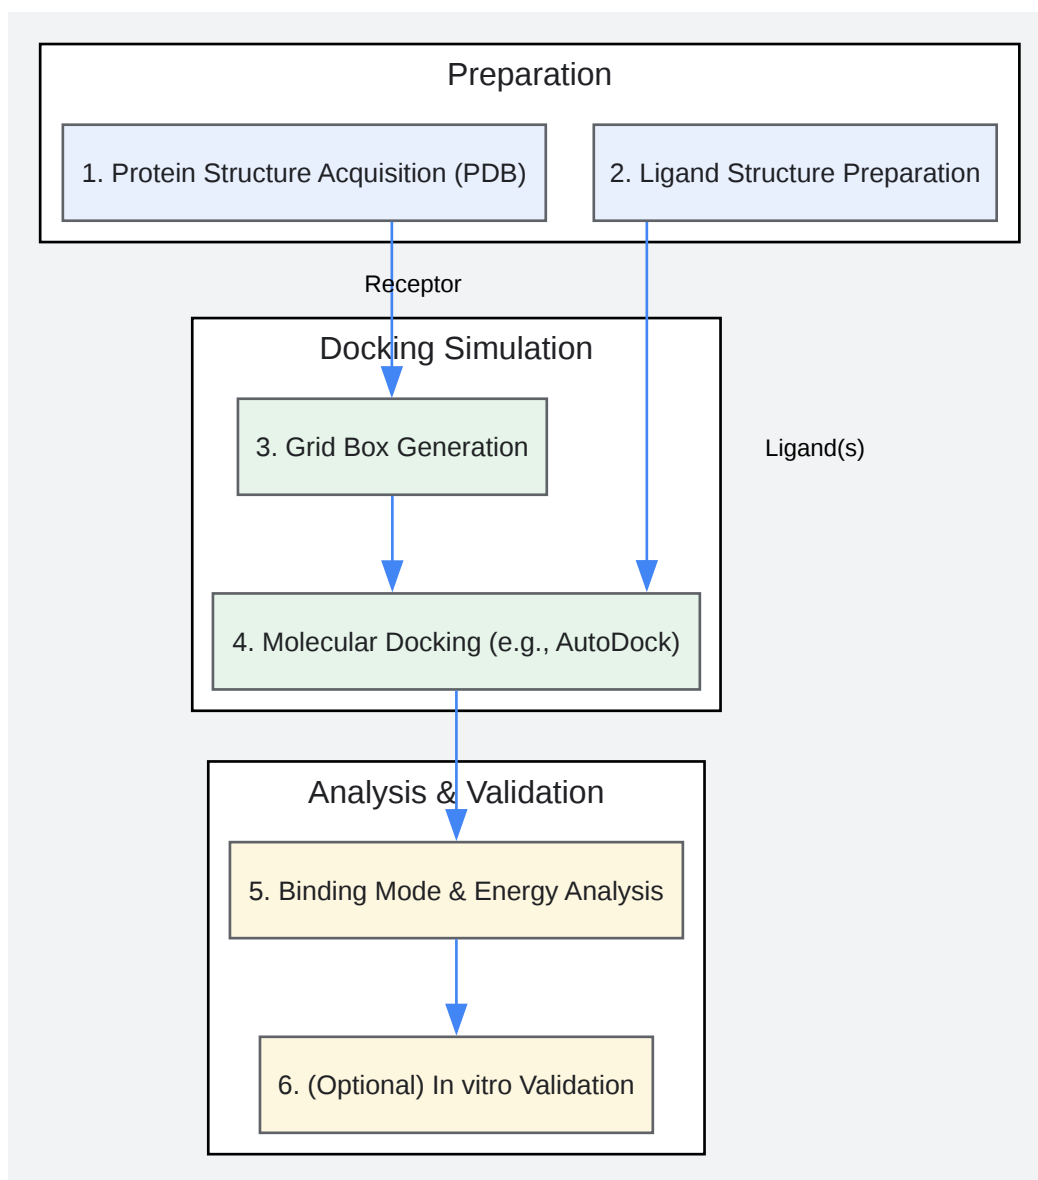 Preparation
1. Protein Structure Acquisition (PDB)
2. Ligand Structure Preparation
Receptor
Docking Simulation
3. Grid Box Generation
Ligand(s)
4. Molecular Docking (e.g., AutoDock)
Analysis & Validation
5. Binding Mode & Energy Analysis
6. (Optional) In vitro Validation